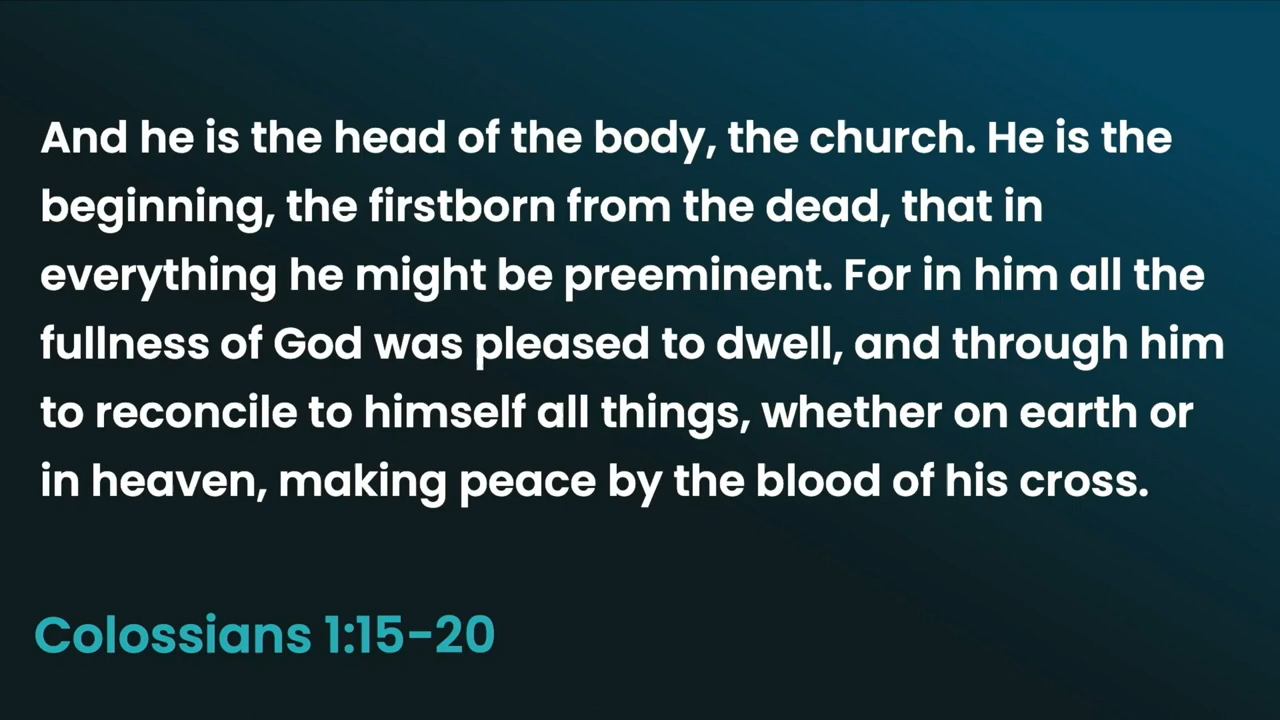 And he is the head of the body, the church. He is the
beginning, the firstborn from the dead, that in
everything he might be preeminent. For in him all the
fullness of God was pleased to dwell, and through him
to reconcile to himself all things, whether on earth or
in heaven, making peace by the blood of his cross.
Colossians 1:15-20